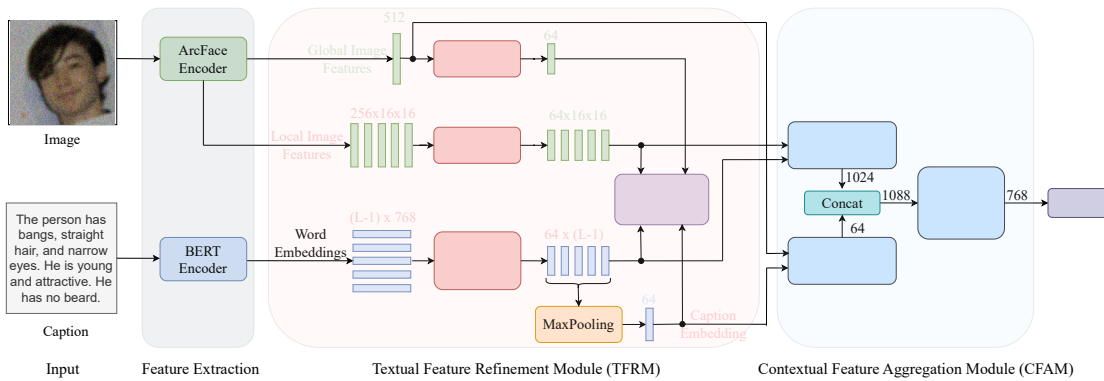 512
ArcFace
Encoder
Global Image
Features
64
Image
256x16x16
64x16x16
Local Image
Features
1024
Concat
1088
768
64
The person has
bangs, straight
hair, and narrow
eyes. He is young
and attractive. He
has no beard.
(L-1) x 768
Word
Embeddings
64 x (L-1)
BERT
Encoder
MaxPooling
64
Caption
Embedding
Caption
Input
Feature Extraction
Textual Feature Refinement Module (TFRM)
Contextual Feature Aggregation Module (CFAM)